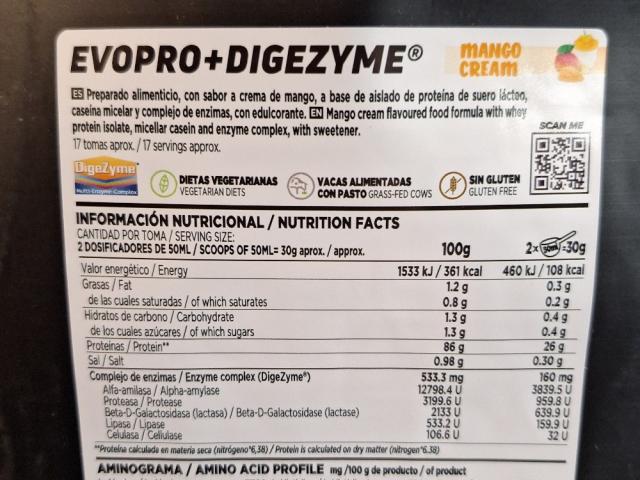 EVOPRO+DIGEZYME®
MANGO
CREAM
ES Preparado alimenticio, con sabor a crema de mango, a base de aislado de proteína de suero lácteo,
caseína micelar y complejo de enzimas, con edulcorante. EN Mango cream flavoured food formula with whey
protein isolate, micellar casein and enzyme complex, with sweetener.
17 tomas aprox. / 17 servings approx.
SCAN ME
DigeZyme
Multi-Enzyme Complex
DIETAS VEGETARIANAS
VEGETARIAN DIETS
VACAS ALIMENTADAS
CON PASTO GRASS-FED COWS
SIN GLUTEN
GLUTEN FREE
INFORMACIÓN NUTRICIONAL / NUTRITION FACTS
CANTIDAD POR TOMA / SERVING SIZE:
2 DOSIFICADORES DE 50ML / SCOOPS OF 50ML= 30g aprox. / approx. 100g 2x 50ml =30g
Valor energético / Energy 1533 kJ / 361 kcal 460 kJ / 108 kcal
Grasas / Fat 1.2 g 0.3 g
de las cuales saturadas / of which saturates 0.8 g 0.2 g
Hidratos de carbono / Carbohydrate 1.3 g 0.4 g
de los cuales azúcares / of which sugars 1.3 g 0.4 g
Proteínas / Protein** 86 g 26 g
Sal / Salt 0.98 g 0.30 g
Complejo de enzimas / Enzyme complex (DigeZyme®) 533.3 mg 160 mg
Alfa-amilasa / Alpha-amylase 12798.4 U 3839.5 U
Proteasa / Protease 3199.6 U 959.8 U
Beta-D-Galactosidasa (lactasa) / Beta-D-Galactosidase (lactase) 2133 U 639.9 U
Lipasa / Lipase 533.2 U 159.9 U
Celulasa / Cellulase 106.6 U 32 U
**Proteína calculada en materia seca (nitrógeno*6,38) / Protein is calculated on dry matter (nitrogen*6.38)
AMINOGRAMA / AMINO ACID PROFILE mg /100 g de producto / of product